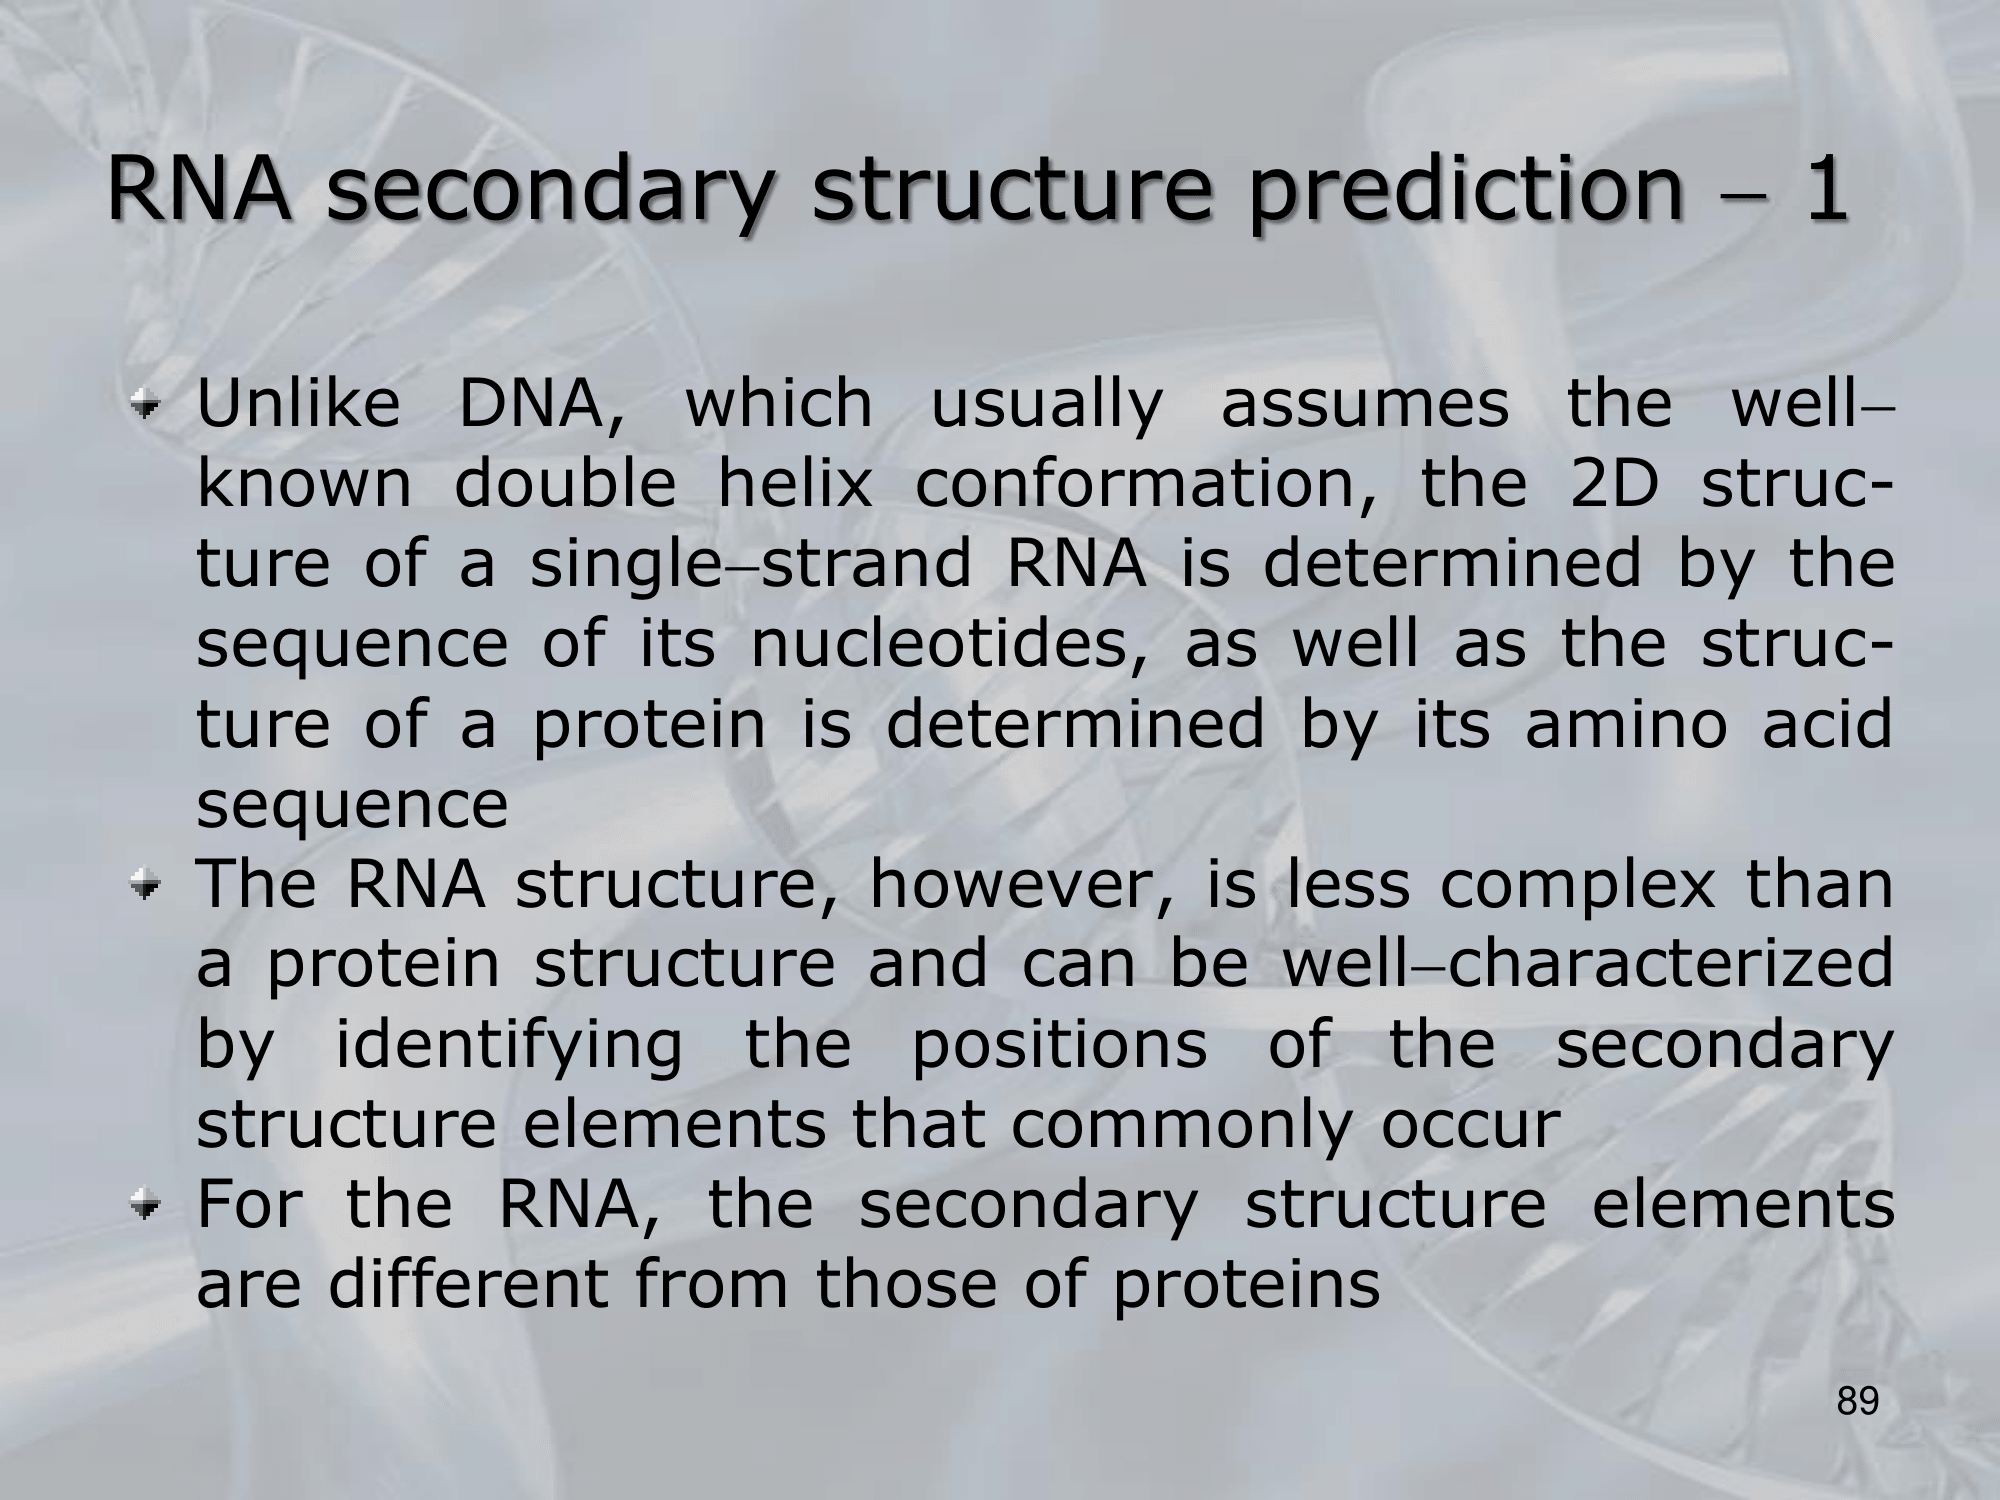 RNA secondary structure prediction – 1
Unlike DNA, which usually assumes the well–
known double helix conformation, the 2D struc-
ture of a single–strand RNA is determined by the
sequence of its nucleotides, as well as the struc-
ture of a protein is determined by its amino acid
sequence
The RNA structure, however, is less complex than
a protein structure and can be well–characterized
by identifying the positions of the secondary
structure elements that commonly occur
For the RNA, the secondary structure elements
are different from those of proteins
89